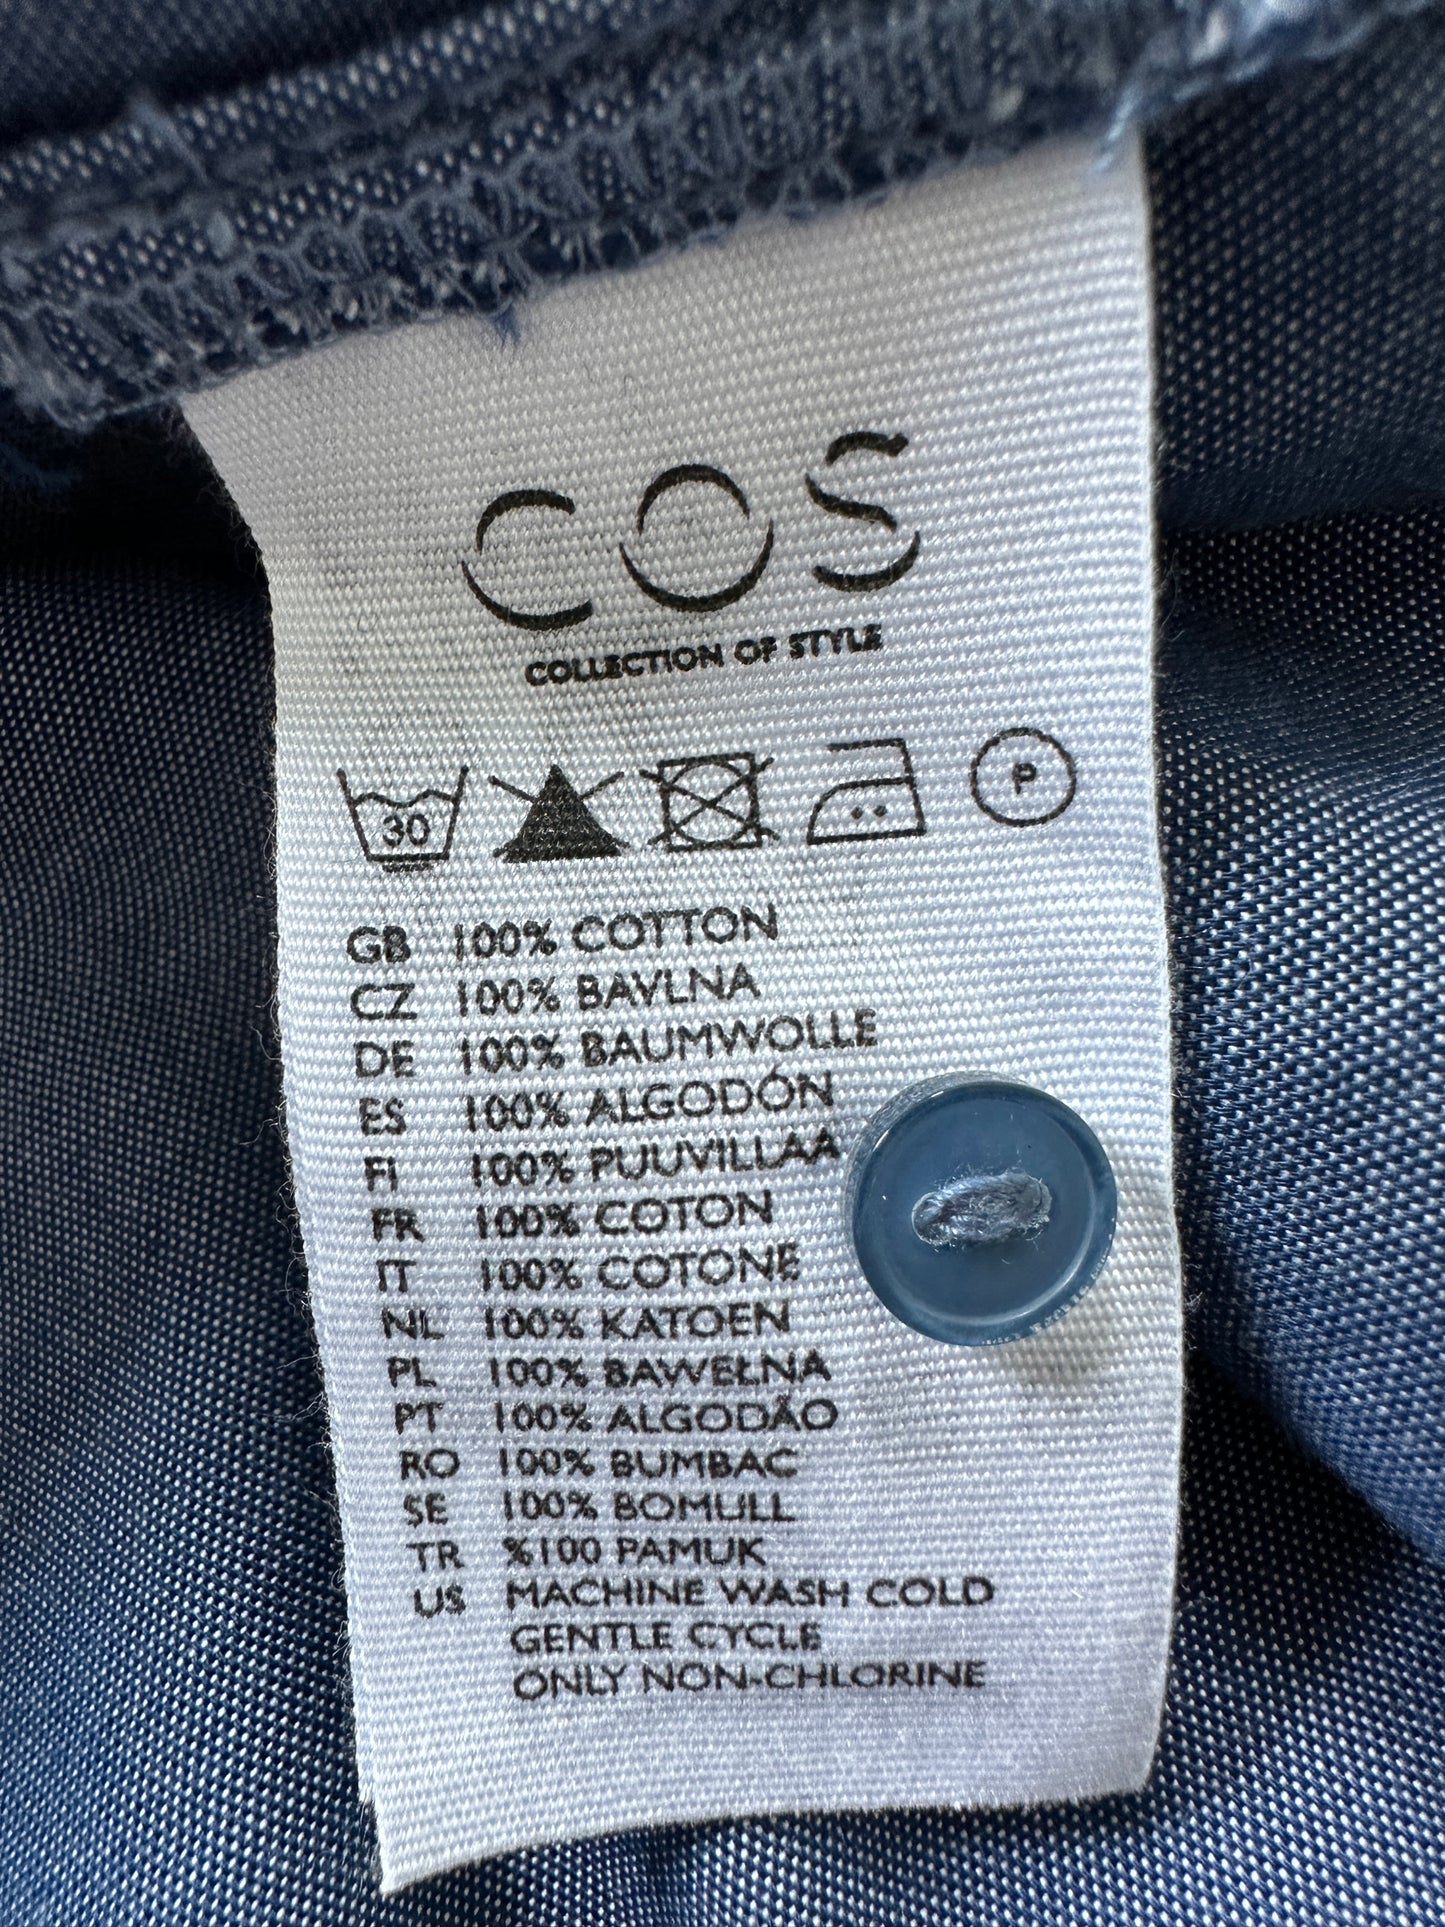 COS
COLLECTION OF STYLE
30 P
GB 100% COTTON
CZ 100% BAVLNA
DE 100% BAUMWOLLE
ES 100% ALGODÓN
FI 100% PUUVILLAA
FR 100% COTON
IT 100% COTONE
NL 100% KATOEN
PL 100% BAWEŁNA
PT 100% ALGODÃO
RO 100% BUMBAC
SE 100% BOMULL
TR %100 PAMUK
US MACHINE WASH COLD
GENTLE CYCLE
ONLY NON-CHLORINE